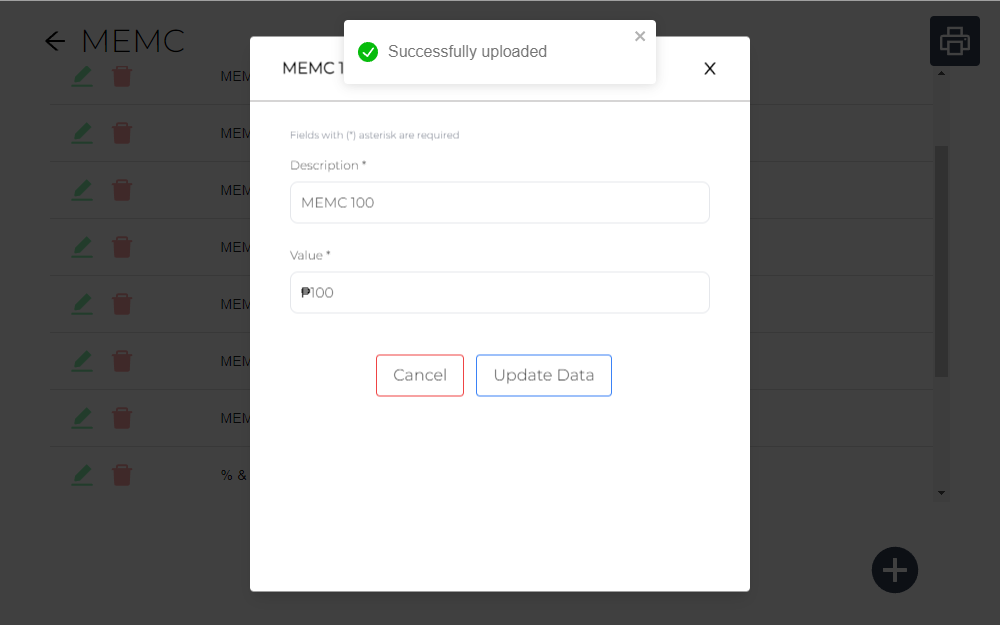 MEMC
Successfully uploaded
MEMC 1
X
Fields with (*) asterisk are required
Description *
MEMC 100
Value *
₱100
Cancel
Update Data
MEM
MEM
MEM
MEM
MEM
MEM
MEM
% &